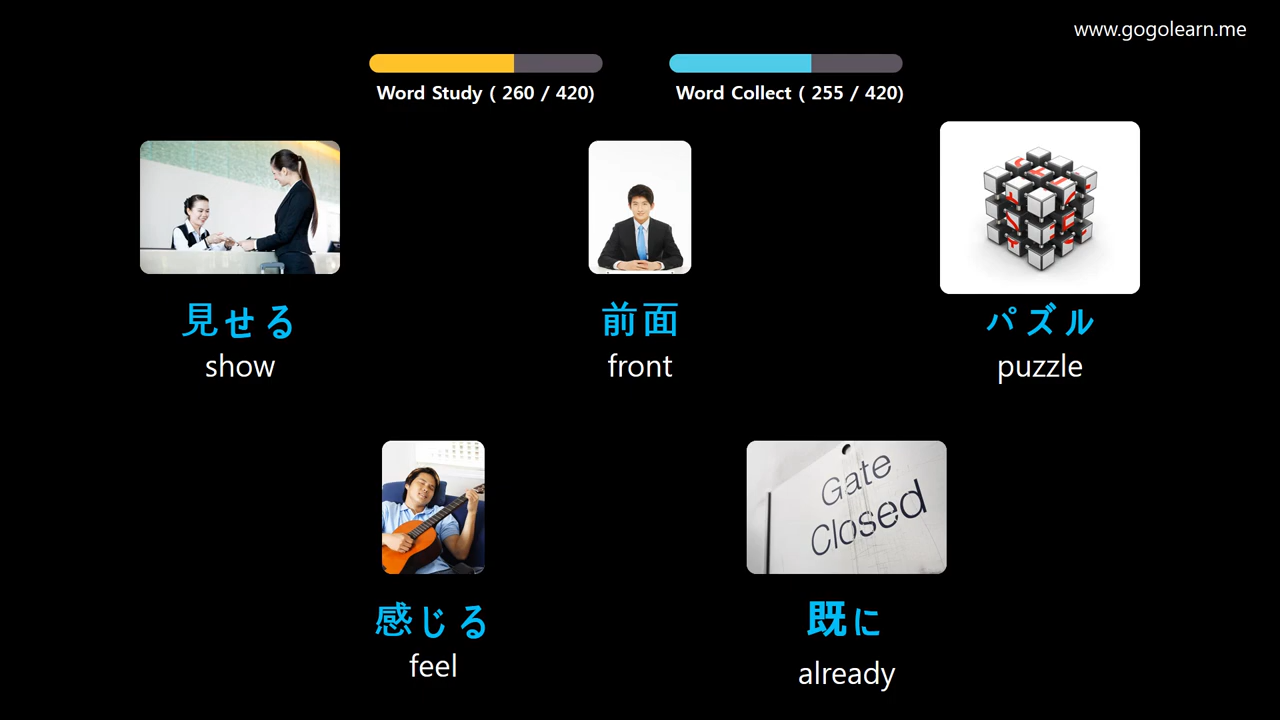 www.gogolearn.me
Word Study ( 260 / 420)
Word Collect ( 255 / 420)
見せる
show
前面
front
パズル
puzzle
Gate
Closed
感じる
feel
既に
already